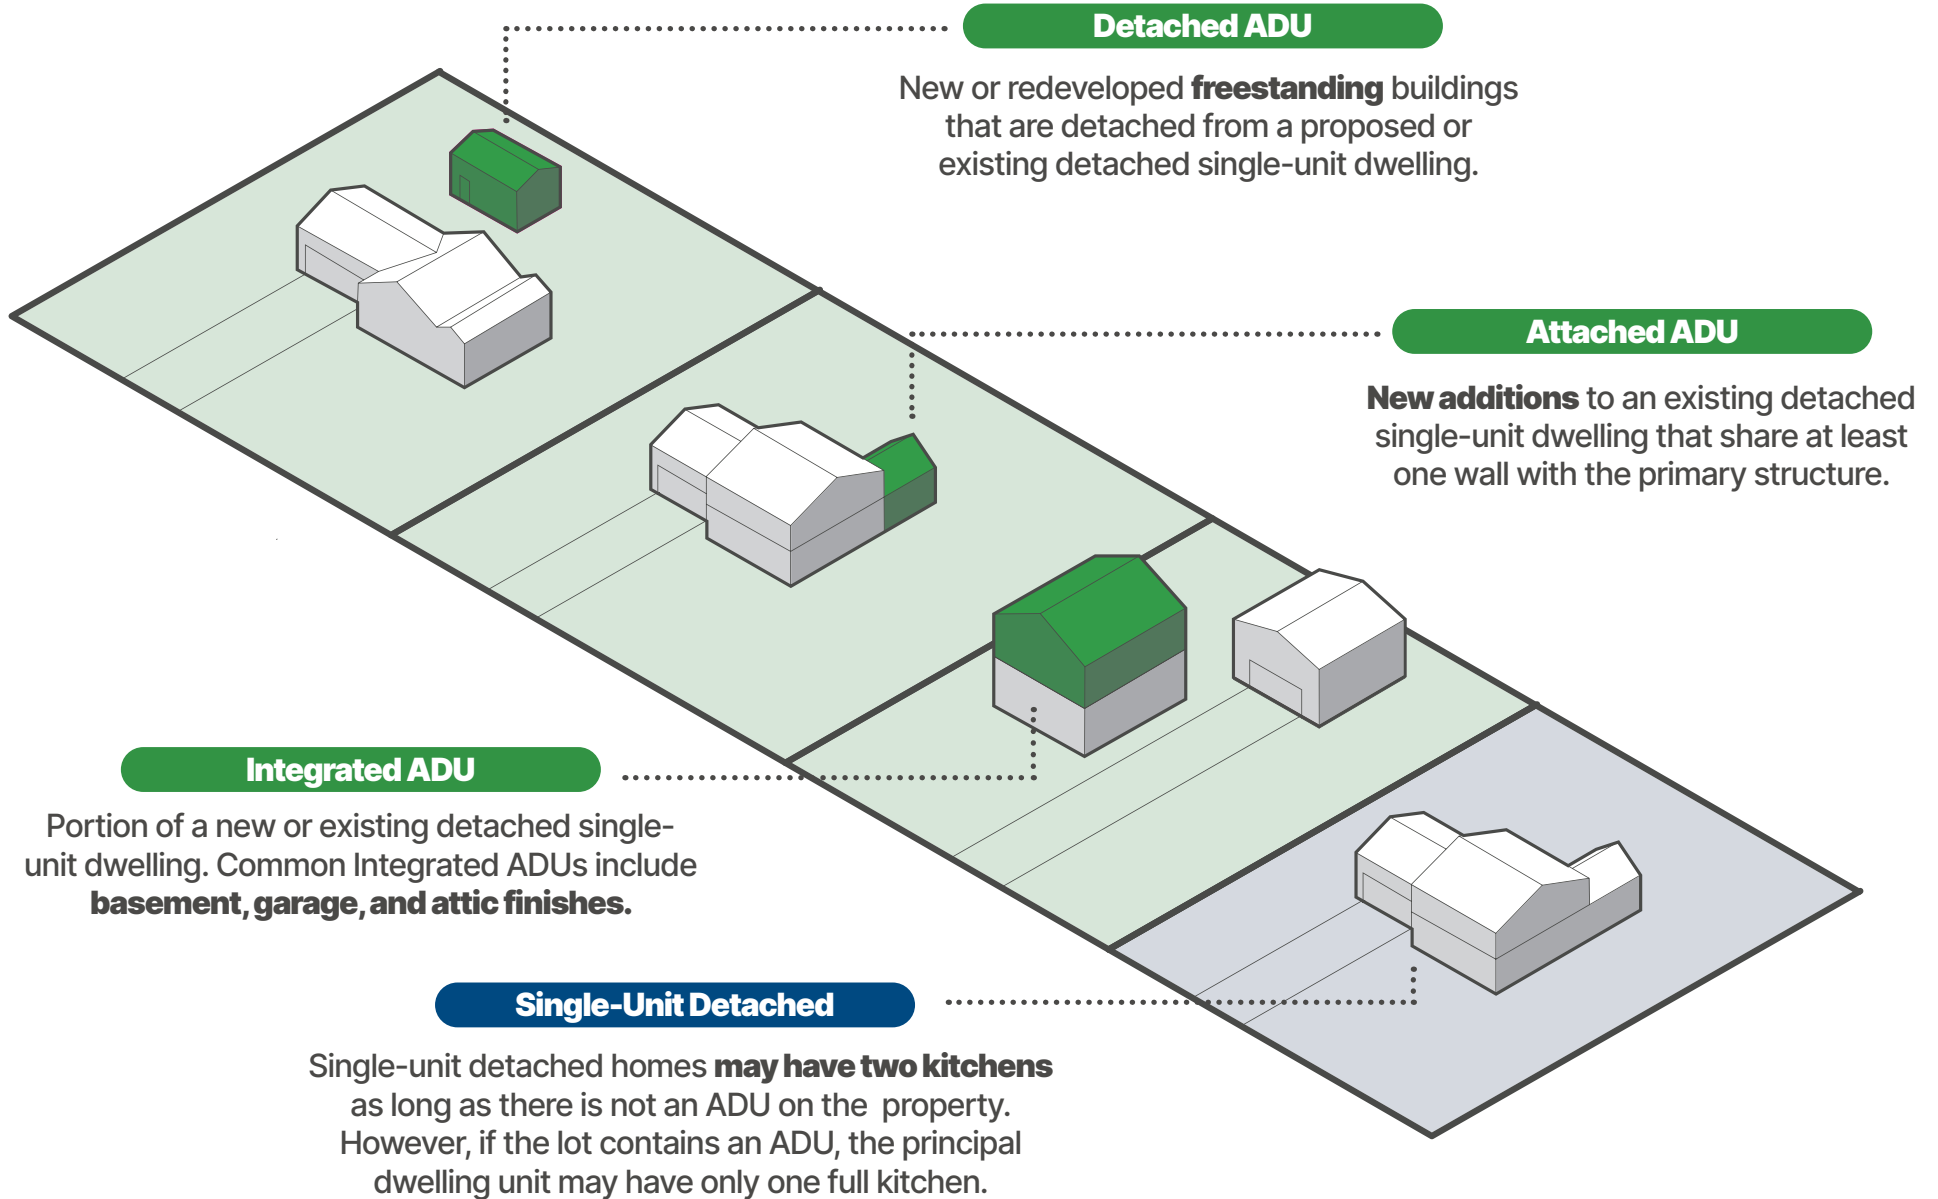 Detached ADU
New or redeveloped freestanding buildings
that are detached from a proposed or
existing detached single-unit dwelling.
Attached ADU
New additions to an existing detached
single-unit dwelling that share at least
one wall with the primary structure.
Integrated ADU
Portion of a new or existing detached single-
unit dwelling. Common Integrated ADUs include
basement, garage, and attic finishes.
Single-Unit Detached
Single-unit detached homes may have two kitchens
as long as there is not an ADU on the property.
However, if the lot contains an ADU, the principal
dwelling unit may have only one full kitchen.